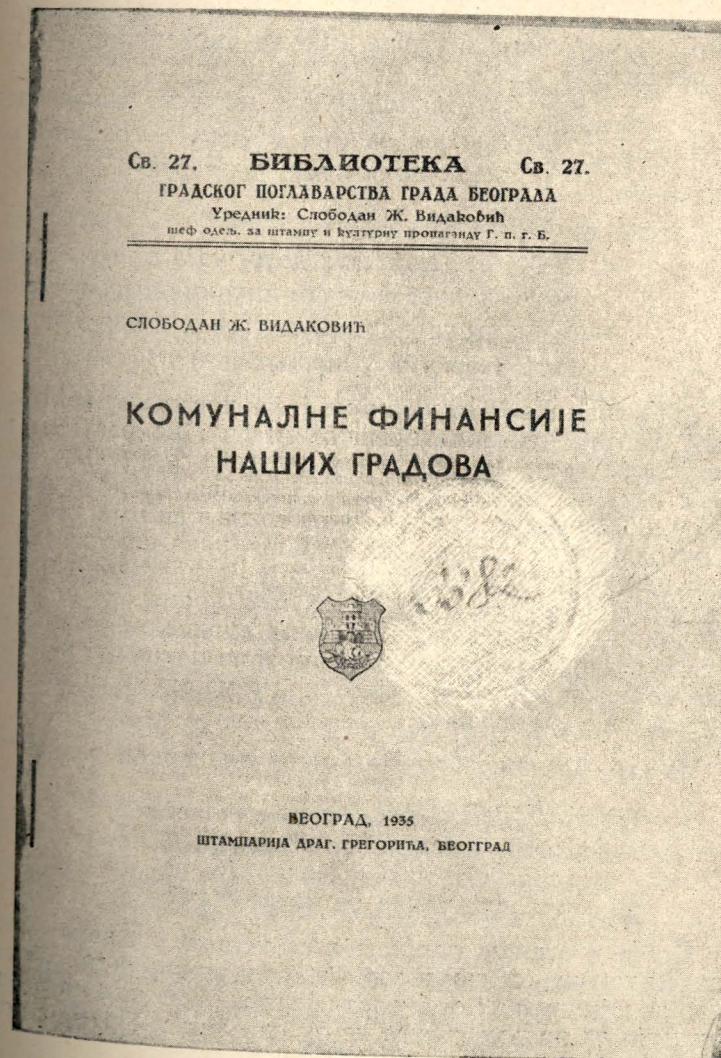 Св. 27. БИБЛИОТЕКА Св. 27.
ГРАДСКОГ ПОГЛАВАРСТВА ГРАДА БЕОГРАДА
Уредник: Слободан Ж. Видаковић
шеф одељ. за штампу и културну пропаганду Г. п. г. Б.
СЛОБОДАН Ж. ВИДАКОВИЋ
КОМУНАЛНЕ ФИНАНСИЈЕ
НАШИХ ГРАДОВА
БЕОГРАД, 1935
ШТАМПАРИЈА ДРАГ. ГРЕГОРИЋА, БЕОГРАД